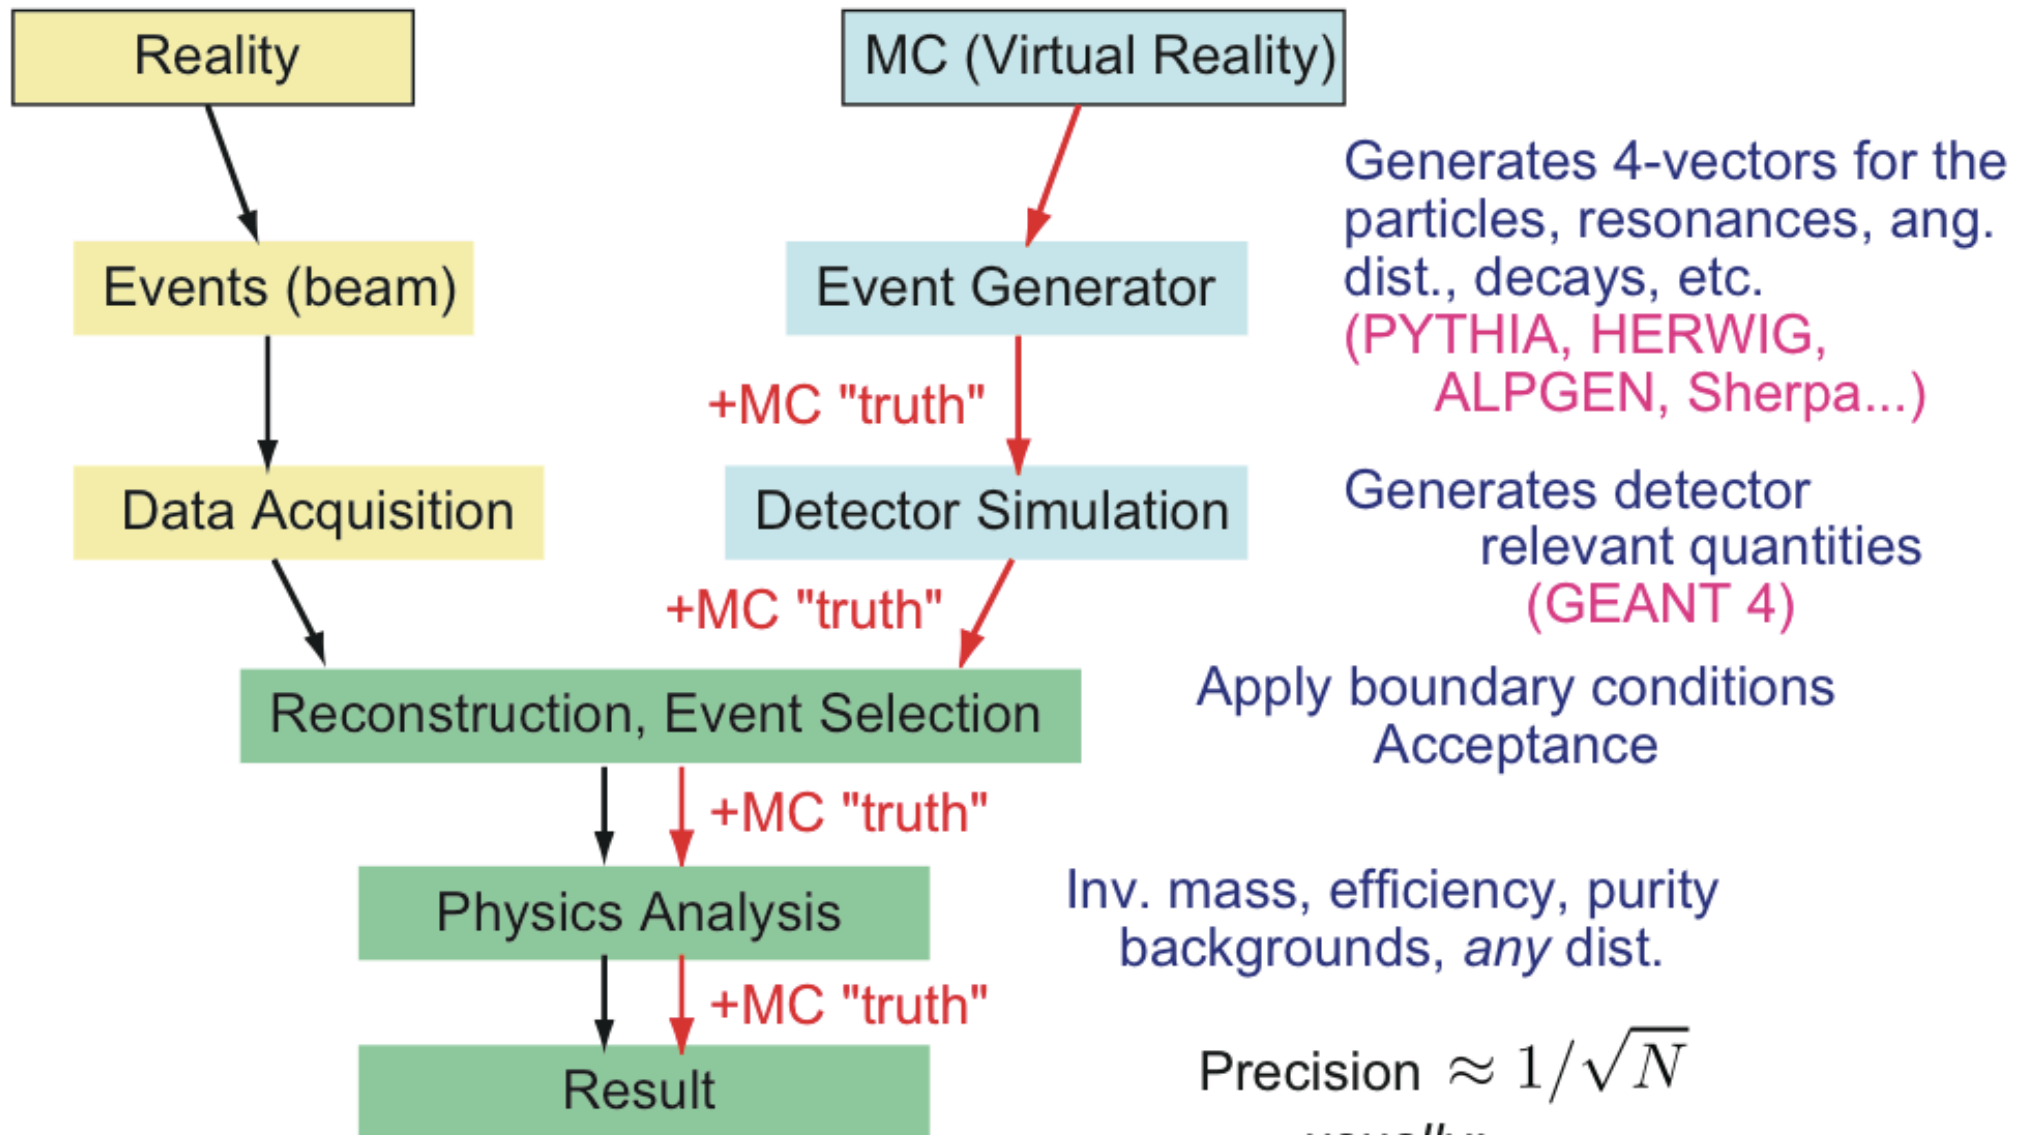 Reality
MC (Virtual Reality)
Generates 4-vectors for the
particles, resonances, ang.
dist., decays, etc.
(PYTHIA, HERWIG,
ALPGEN, Sherpa...)
Events (beam)
Event Generator
+MC "truth"
Data Acquisition
Detector Simulation
Generates detector
relevant quantities
(GEANT 4)
+MC "truth"
Reconstruction, Event Selection
Apply boundary conditions
Acceptance
+MC "truth"
Physics Analysis
Inv. mass, efficiency, purity
backgrounds, any dist.
+MC "truth"
Result
Precision ≈ 1/√N